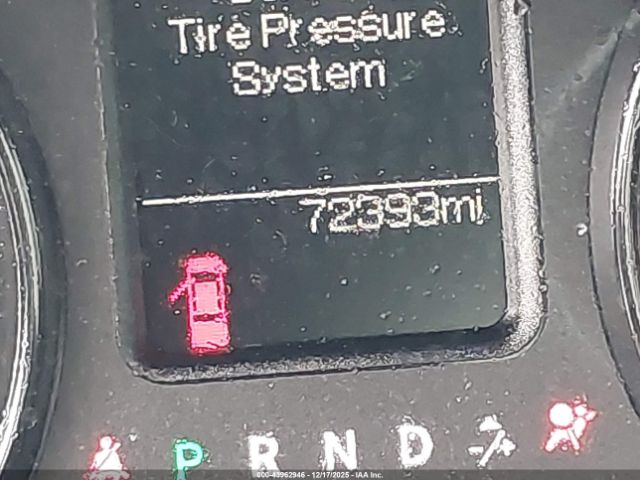 Tire Pressure
System
72393mi
P R N D
000-43962946 - 12/17/2025 - IAA Inc.